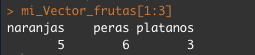 > mi_Vector_frutas[1:3]
naranjas    peras platanos
       5        6        3